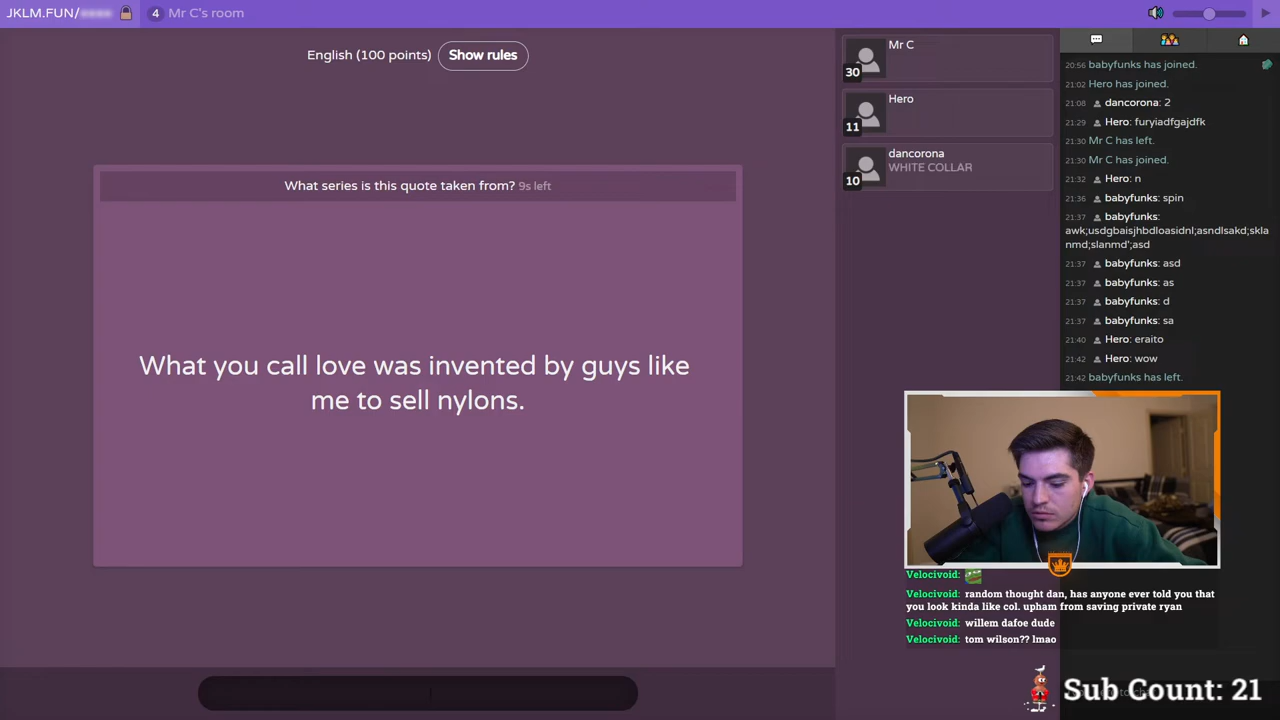 JKLM.FUN/
4 Mr C's room
English (100 points) Show rules
What series is this quote taken from? 9s left
What you call love was invented by guys like
me to sell nylons.
Mr C
30
Hero
11
dancorona
WHITE COLLAR
10
20:56 babyfunks has joined.
21:02 Hero has joined.
21:08 dancorona: 2
21:29 Hero: furyiadfgajdfk
21:30 Mr C has left.
21:30 Mr C has joined.
21:32 Hero: n
21:36 babyfunks: spin
21:37 babyfunks:
awk;usdgbaisjhbdloasidnl;asndlsakd;skla
nmd;slanmd';asd
21:37 babyfunks: asd
21:37 babyfunks: as
21:37 babyfunks: d
21:37 babyfunks: sa
21:40 Hero: eraito
21:42 Hero: wow
21:42 babyfunks has left.
Velocivoid:
Velocivoid: random thought dan, has anyone ever told you that
you look kinda like col. upham from saving private ryan
Velocivoid: willem dafoe dude
Velocivoid: tom wilson?? lmao
Sub Count: 21